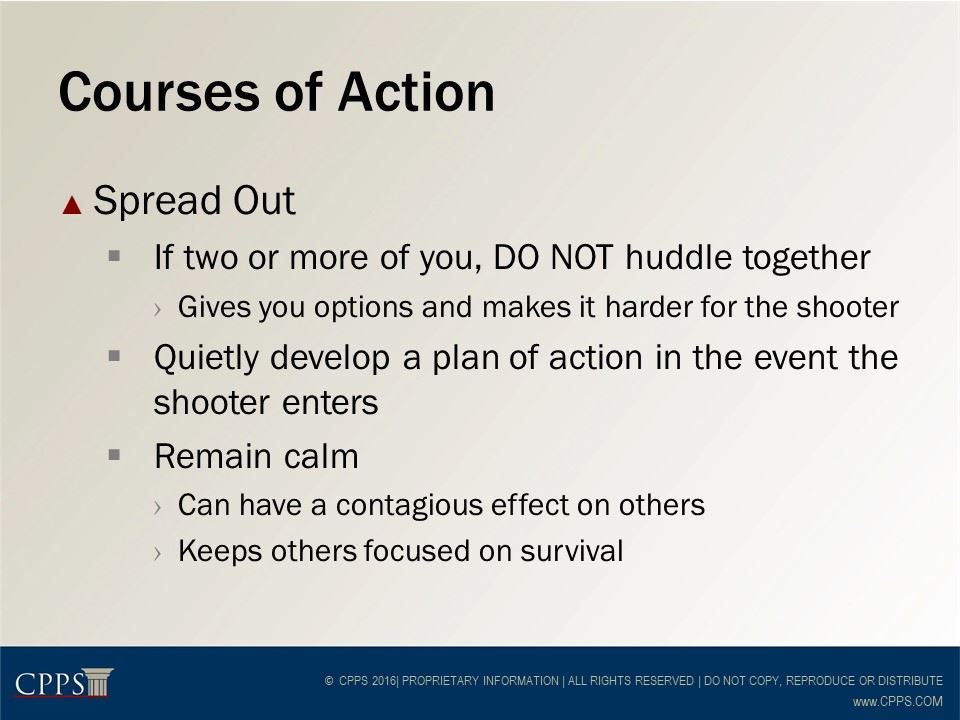 Courses of Action
▲ Spread Out
▪ If two or more of you, DO NOT huddle together
› Gives you options and makes it harder for the shooter
▪ Quietly develop a plan of action in the event the
shooter enters
▪ Remain calm
› Can have a contagious effect on others
› Keeps others focused on survival
CPPS
© CPPS 2016| PROPRIETARY INFORMATION | ALL RIGHTS RESERVED | DO NOT COPY, REPRODUCE OR DISTRIBUTE
www.CPPS.COM